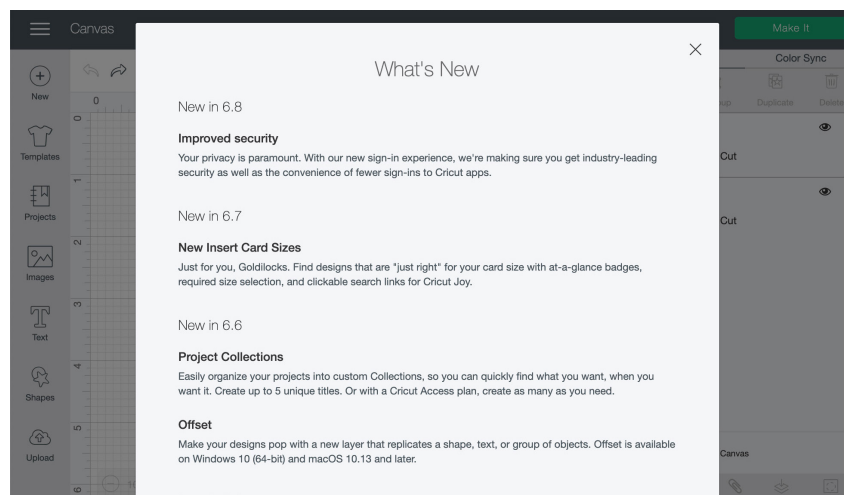 Canvas
Make It
What's New
Color Sync
New
Duplicate
Delete
0
0
New in 6.8
Improved security
Your privacy is paramount. With our new sign-in experience, we're making sure you get industry-leading
security as well as the convenience of fewer sign-ins to Cricut apps.
Templates
Cut
1
New in 6.7
Projects
Cut
2
New Insert Card Sizes
Just for you, Goldilocks. Find designs that are "just right" for your card size with at-a-glance badges,
required size selection, and clickable search links for Cricut Joy.
Images
3
New in 6.6
Text
Project Collections
4
Easily organize your projects into custom Collections, so you can quickly find what you want, when you
want it. Create up to 5 unique titles. Or with a Cricut Access plan, create as many as you need.
Shapes
Offset
5
Make your designs pop with a new layer that replicates a shape, text, or group of objects. Offset is available
on Windows 10 (64-bit) and macOS 10.13 and later.
Upload
Canvas
6